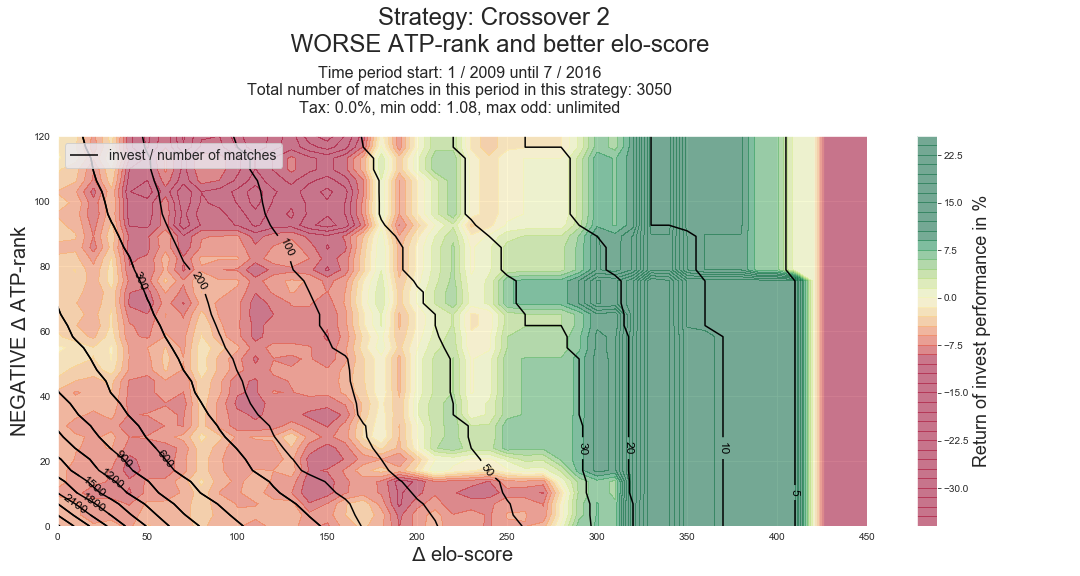 Strategy: Crossover 2
WORSE ATP-rank and better elo-score
Time period start: 1 / 2009 until 7 / 2016
Total number of matches in this period in this strategy: 3050
Tax: 0.0%, min odd: 1.08, max odd: unlimited
invest / number of matches
NEGATIVE Δ ATP-rank
120
100
80
60
40
20
0
0 50 100 150 200 250 300 350 400 450
Δ elo-score
2100
1800
1500
1200
900
600
300
200
100
50
30
20
10
5
22.5
15.0
7.5
0.0
−7.5
−15.0
−22.5
−30.0
Return of invest performance in %